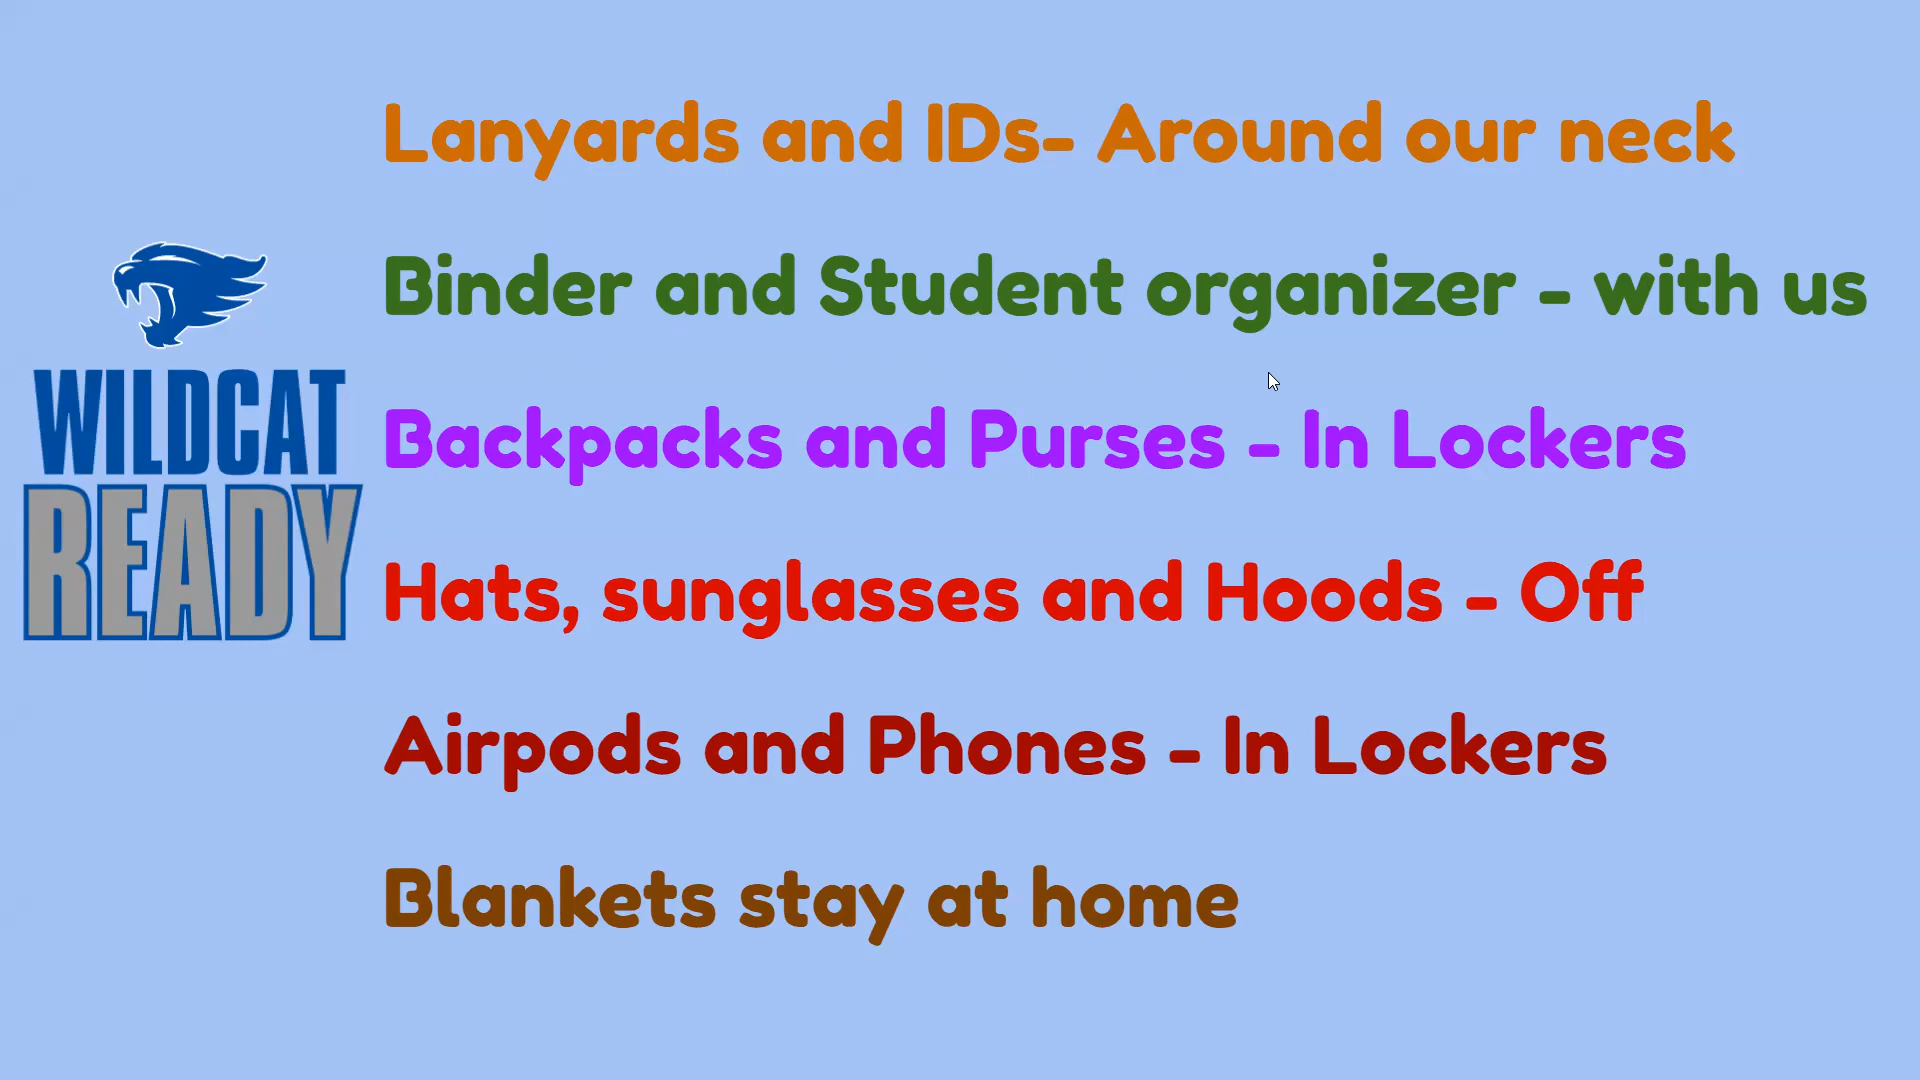 Lanyards and IDs- Around our neck
Binder and Student organizer - with us
WILDCAT
READY
Backpacks and Purses - In Lockers
Hats, sunglasses and Hoods - Off
Airpods and Phones - In Lockers
Blankets stay at home